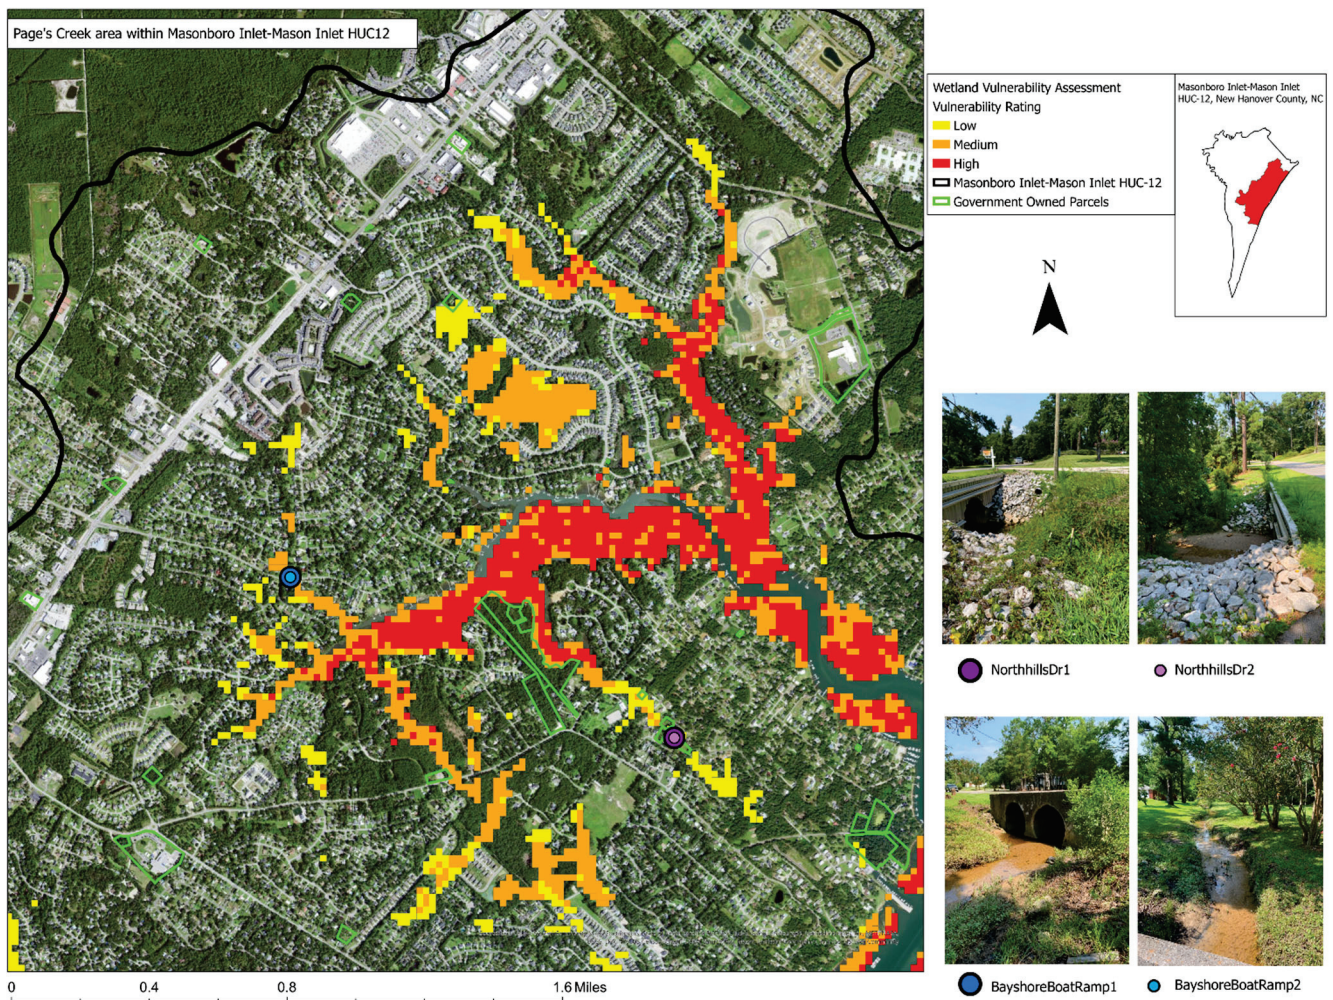 Page's Creek area within Masonboro Inlet-Mason Inlet HUC12
Wetland Vulnerability Assessment
Vulnerability Rating
Low
Medium
High
Masonboro Inlet-Mason Inlet HUC-12
Government Owned Parcels
Masonboro Inlet-Mason Inlet
HUC-12, New Hanover County, NC
N
NorthhillsDr1
NorthhillsDr2
BayshoreBoatRamp1
BayshoreBoatRamp2
0 0.4 0.8 1.6 Miles